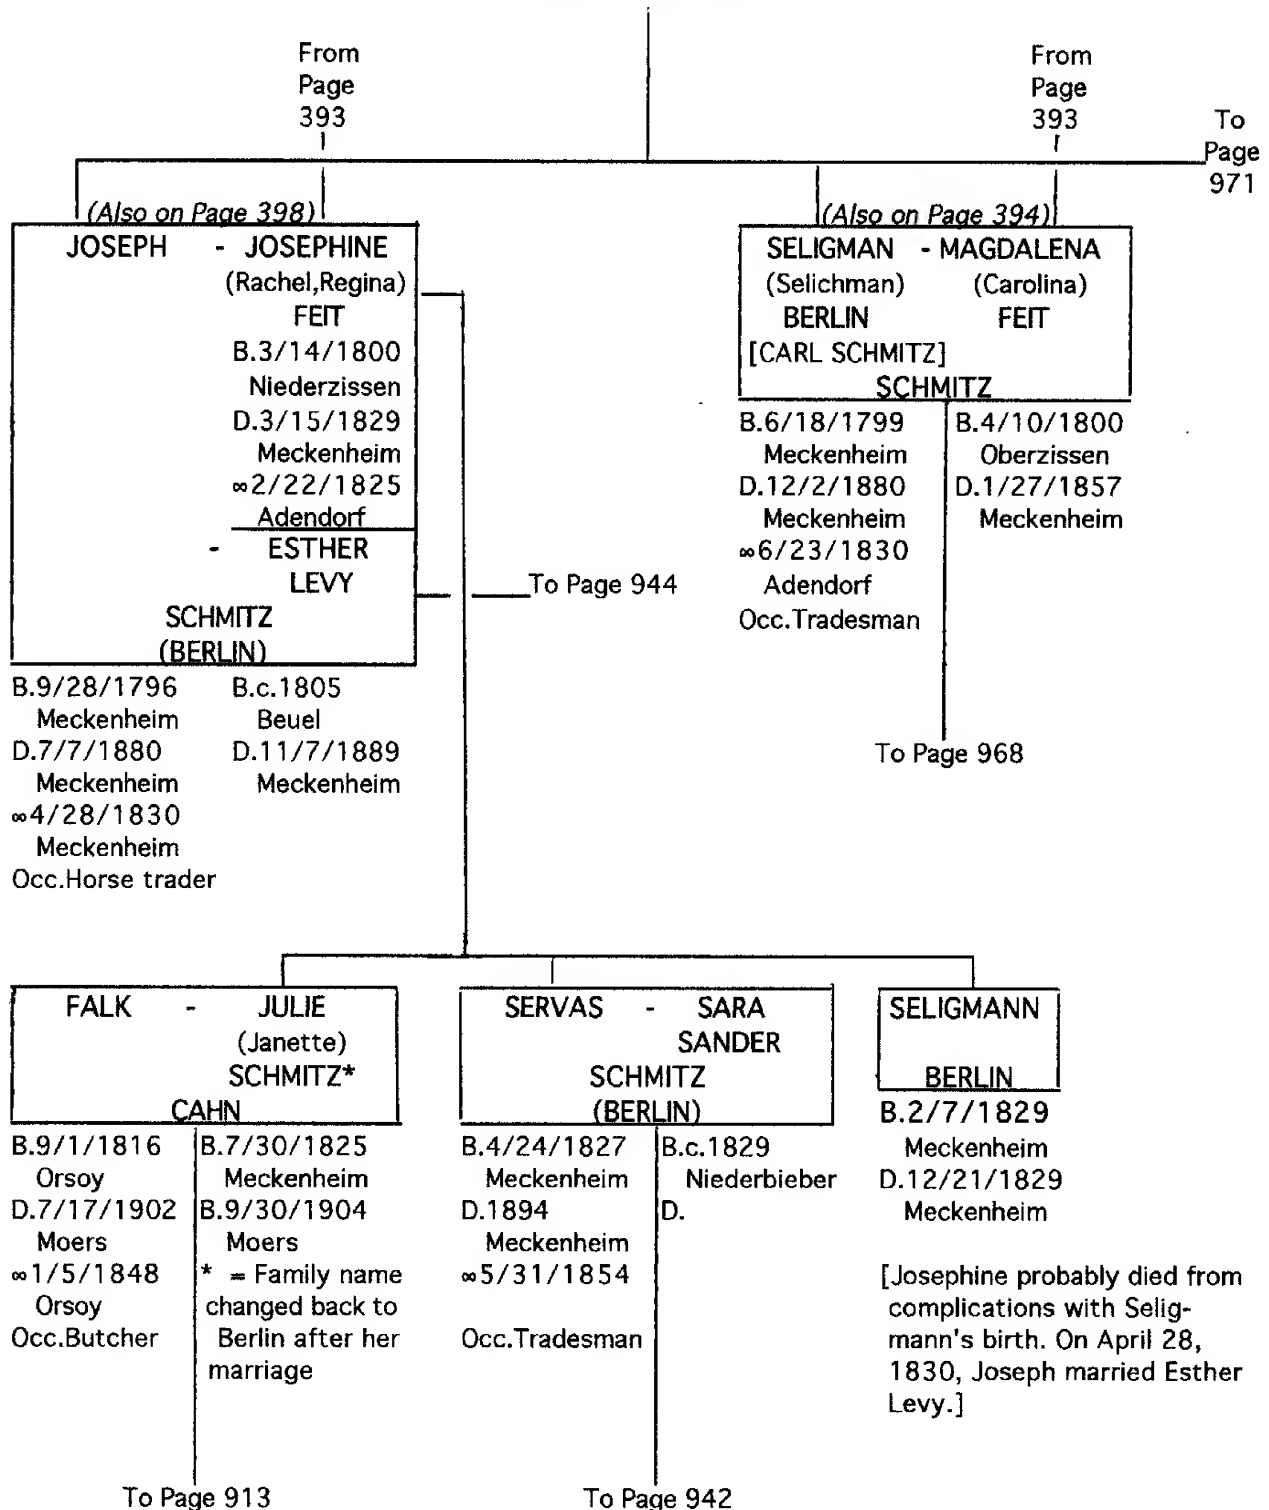 From
Page
393
From
Page
393
To
Page
971
(Also on Page 398)
JOSEPH - JOSEPHINE
(Rachel,Regina)
FEIT
B.3/14/1800
Niederzissen
D.3/15/1829
Meckenheim
∞2/22/1825
Adendorf
- ESTHER
LEVY
SCHMITZ
(BERLIN)
To Page 944
B.9/28/1796
Meckenheim
D.7/7/1880
Meckenheim
∞4/28/1830
Meckenheim
Occ.Horse trader
B.c.1805
Beuel
D.11/7/1889
Meckenheim
(Also on Page 394)
SELIGMAN - MAGDALENA
(Selichman) (Carolina)
BERLIN FEIT
[CARL SCHMITZ]
SCHMITZ
B.6/18/1799
Meckenheim
D.12/2/1880
Meckenheim
∞6/23/1830
Adendorf
Occ.Tradesman
B.4/10/1800
Oberzissen
D.1/27/1857
Meckenheim
To Page 968
FALK - JULIE
(Janette)
SCHMITZ*
CAHN
B.9/1/1816
Orsoy
D.7/17/1902
Moers
∞1/5/1848
Orsoy
Occ.Butcher
B.7/30/1825
Meckenheim
B.9/30/1904
Moers
* = Family name
changed back to
Berlin after her
marriage
To Page 913
SERVAS - SARA
SANDER
SCHMITZ
(BERLIN)
B.4/24/1827
Meckenheim
D.1894
Meckenheim
∞5/31/1854
Occ.Tradesman
B.c.1829
Niederbieber
D.
To Page 942
SELIGMANN
BERLIN
B.2/7/1829
Meckenheim
D.12/21/1829
Meckenheim
[Josephine probably died from
complications with Selig-
mann's birth. On April 28,
1830, Joseph married Esther
Levy.]